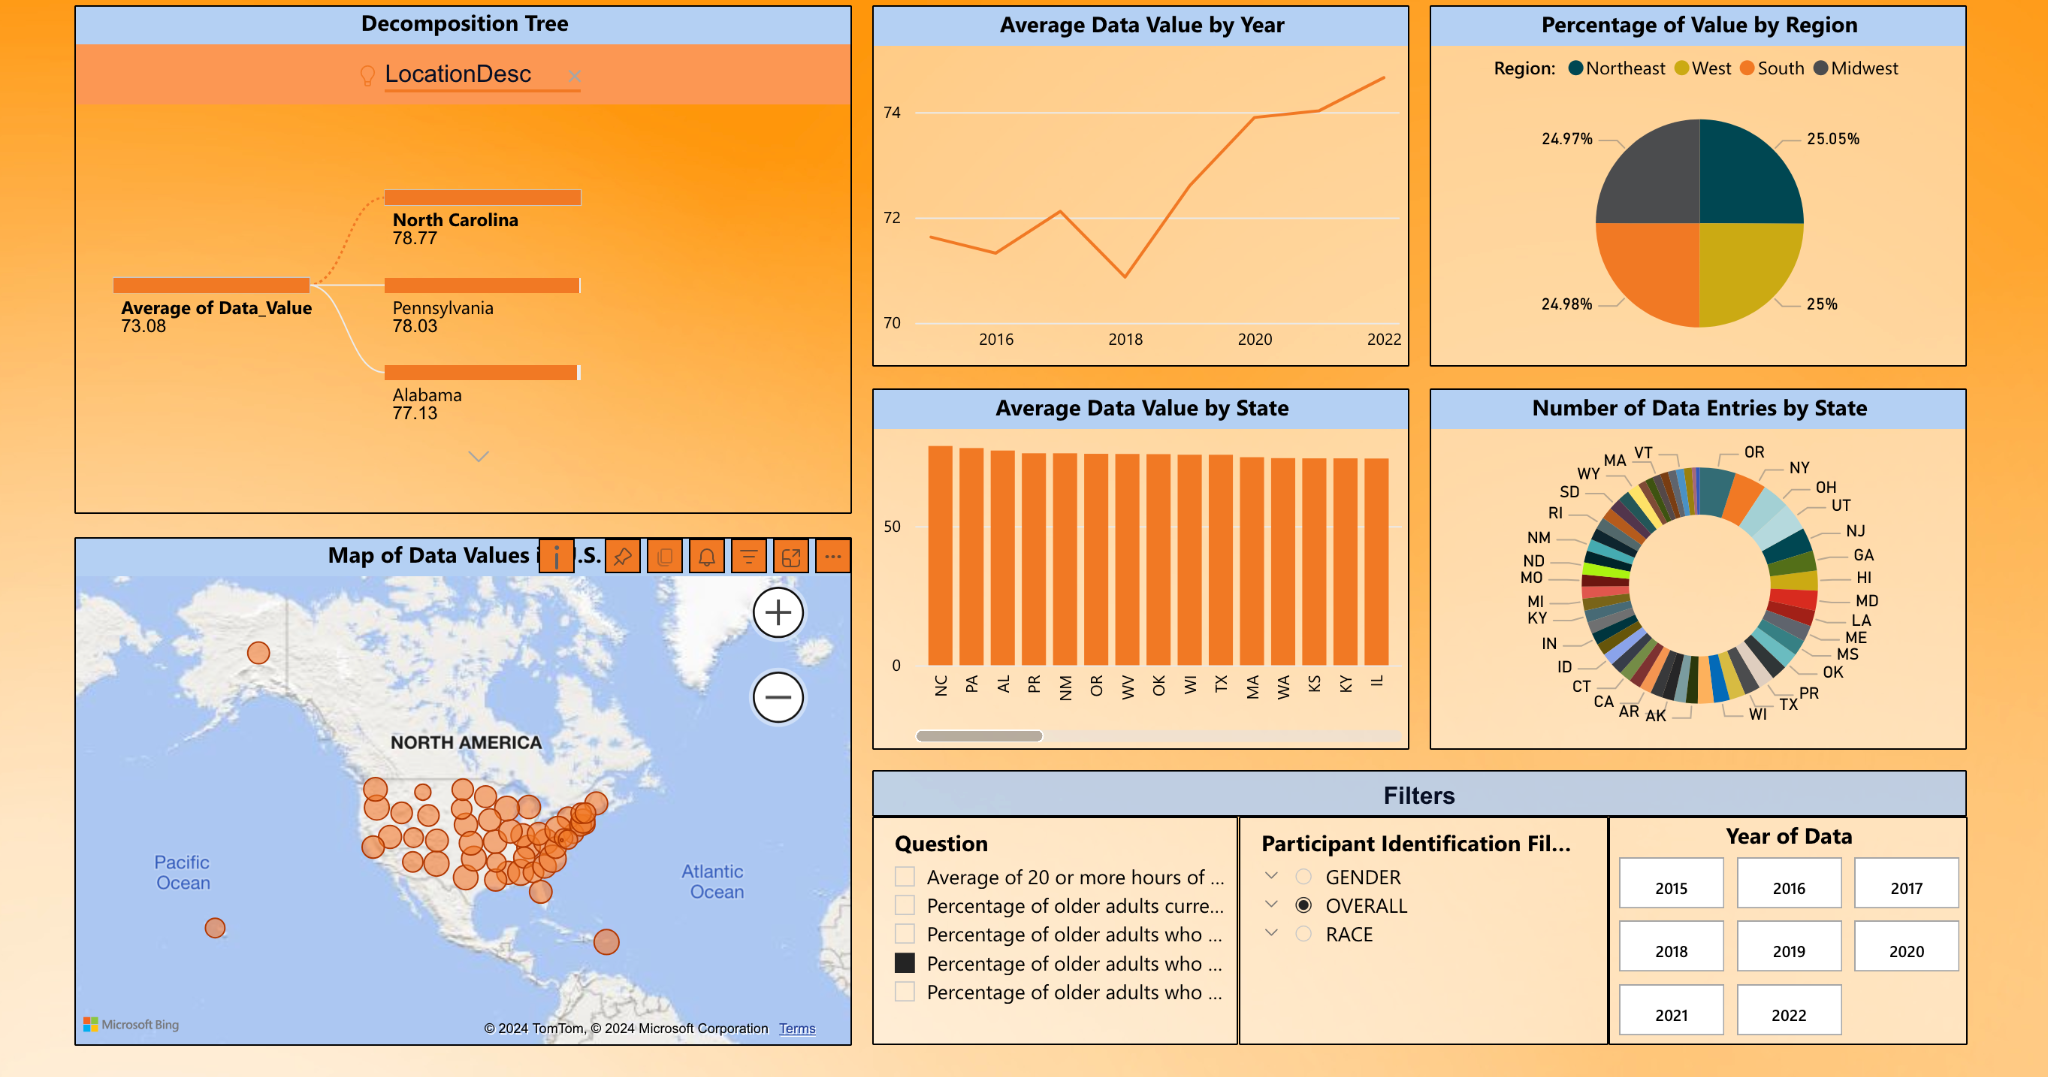 Decomposition Tree
LocationDesc
North Carolina
78.77
Average of Data_Value
73.08
Pennsylvania
78.03
Alabama
77.13
Average Data Value by Year
74
72
70
2016 2018 2020 2022
Percentage of Value by Region
Region: Northeast West South Midwest
24.97% 25.05%
24.98% 25%
Map of Data Values i .S.
NORTH AMERICA
Pacific
Ocean
Atlantic
Ocean
Microsoft Bing
© 2024 TomTom, © 2024 Microsoft Corporation Terms
Average Data Value by State
50
0
NC PA AL PR NM OR WV OK WI TX MA WA KS KY IL
Number of Data Entries by State
OR
NY
OH
UT
NJ
GA
HI
MD
LA
ME
MS
OK
PR
TX
WI
AK
AR
CA
CT
ID
IN
KY
MI
MO
ND
NM
RI
SD
WY
MA
VT
Filters
Question
Average of 20 or more hours of ...
Percentage of older adults curre...
Percentage of older adults who ...
Percentage of older adults who ...
Percentage of older adults who ...
Participant Identification Fil...
GENDER
OVERALL
RACE
Year of Data
2015 2016 2017
2018 2019 2020
2021 2022